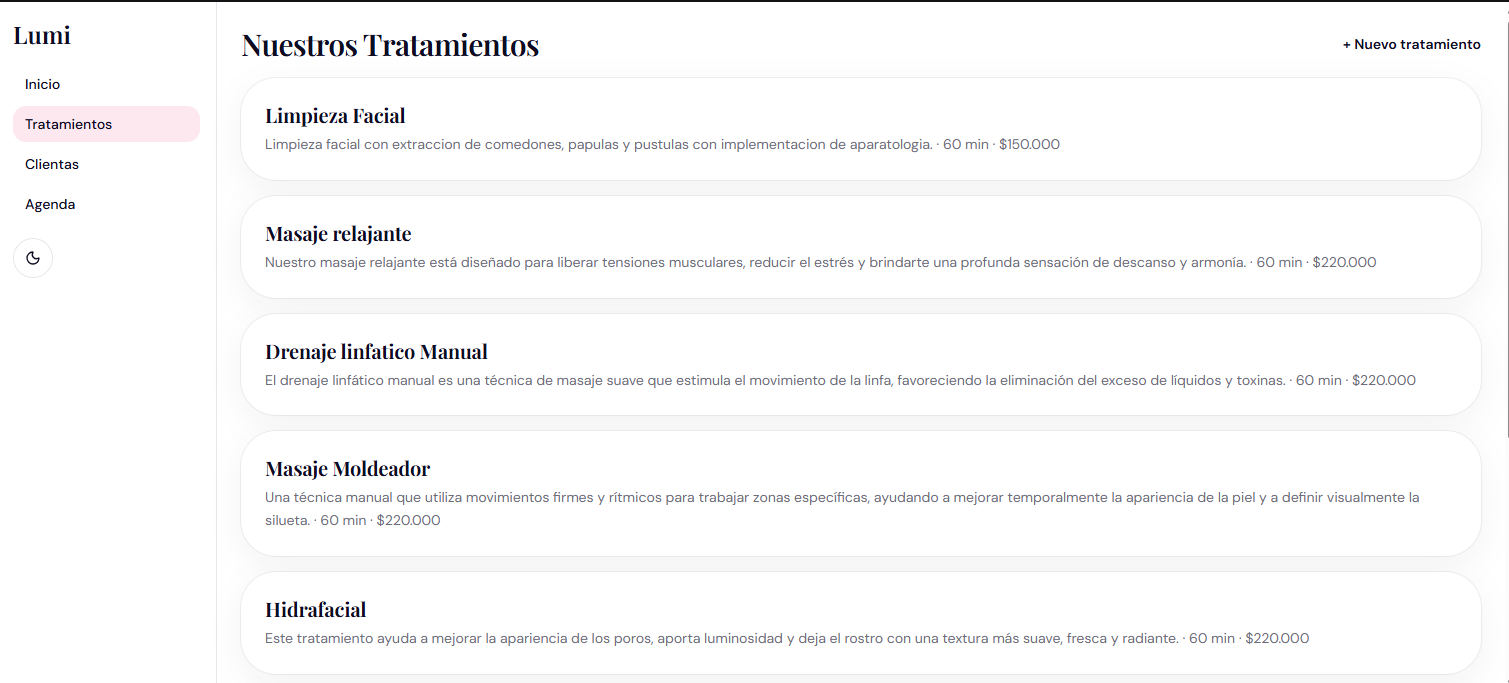 Lumi
Inicio
Tratamientos
Clientas
Agenda
Nuestros Tratamientos
+ Nuevo tratamiento
Limpieza Facial
Limpieza facial con extraccion de comedones, papulas y pustulas con implementacion de aparatologia. · 60 min · $150.000
Masaje relajante
Nuestro masaje relajante está diseñado para liberar tensiones musculares, reducir el estrés y brindarte una profunda sensación de descanso y armonía. · 60 min · $220.000
Drenaje linfatico Manual
El drenaje linfático manual es una técnica de masaje suave que estimula el movimiento de la linfa, favoreciendo la eliminación del exceso de líquidos y toxinas. · 60 min · $220.000
Masaje Moldeador
Una técnica manual que utiliza movimientos firmes y rítmicos para trabajar zonas específicas, ayudando a mejorar temporalmente la apariencia de la piel y a definir visualmente la
silueta. · 60 min · $220.000
Hidrafacial
Este tratamiento ayuda a mejorar la apariencia de los poros, aporta luminosidad y deja el rostro con una textura más suave, fresca y radiante. · 60 min · $220.000